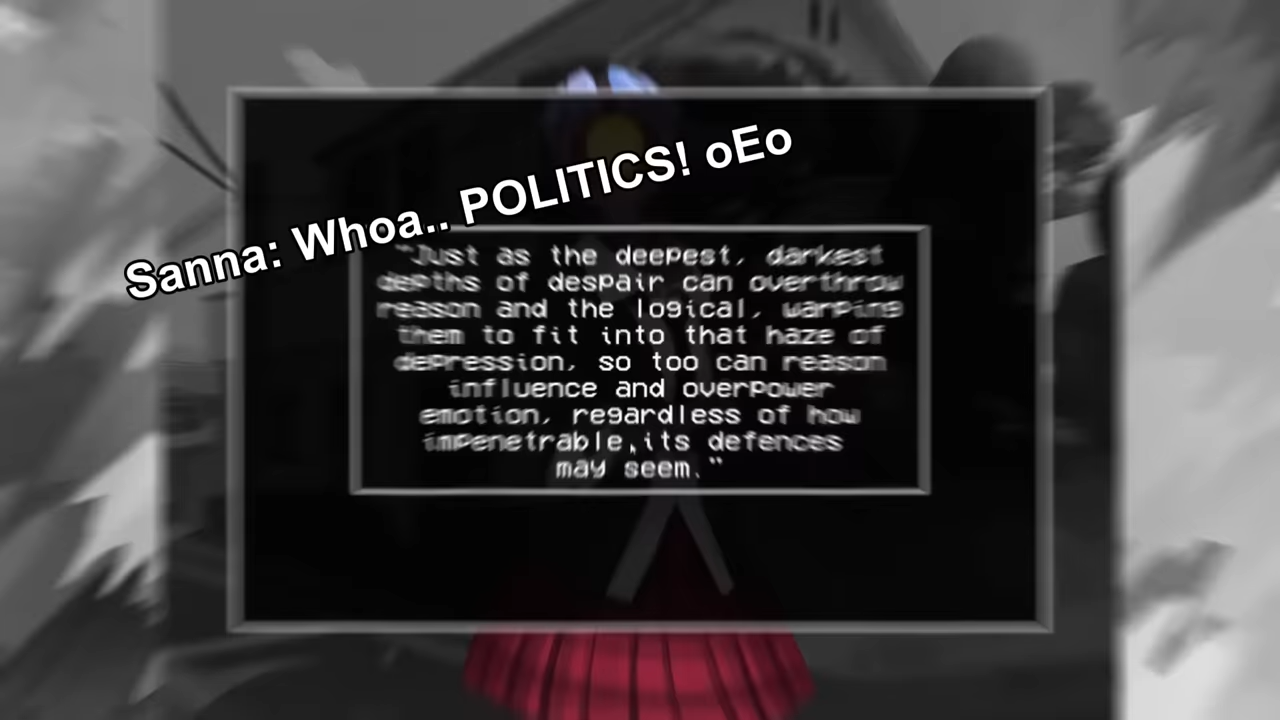 Sanna: Whoa.. POLITICS! oEo
"Just as the deepest, darkest
depths of despair can overthrow
reason and the logical, warping
them to fit into that haze of
depression, so too can reason
influence and overpower
emotion, regardless of how
impenetrable,its defences
may seem."